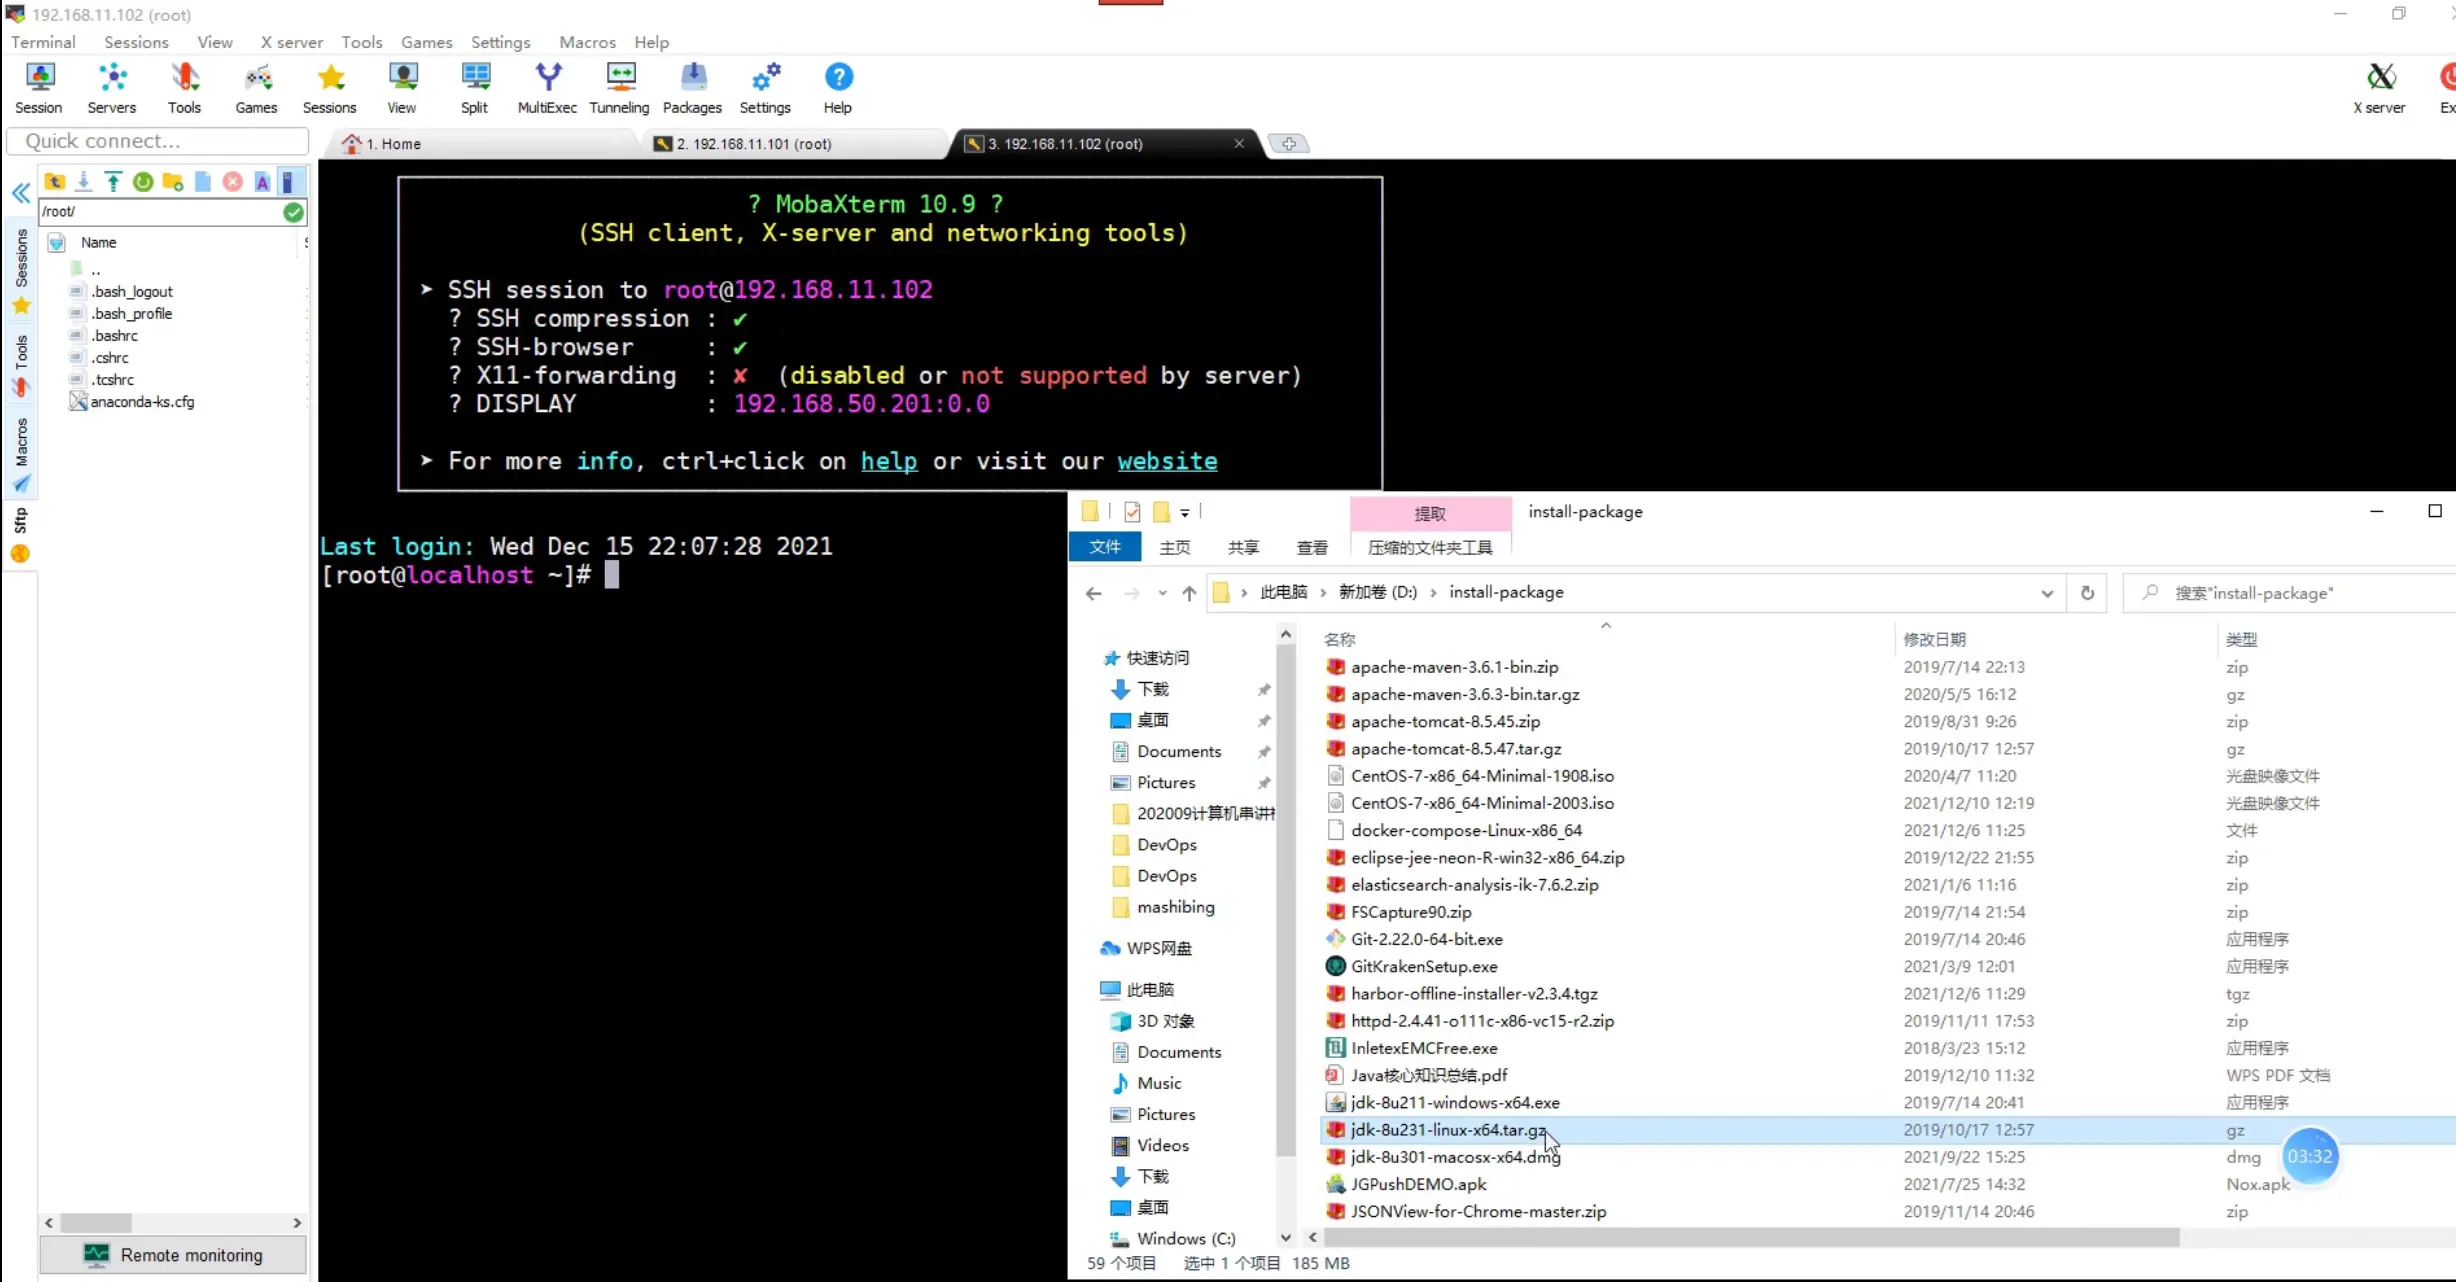 192.168.11.102 (root)
Terminal Sessions View X server Tools Games Settings Macros Help
Session Servers Tools Games Sessions View Split MultiExec Tunneling Packages Settings Help X server
Quick connect...
1. Home
2. 192.168.11.101 (root)
3. 192.168.11.102 (root)
/root/
Name
..
.bash_logout
.bash_profile
.bashrc
.cshrc
.tcshrc
anaconda-ks.cfg
Sessions
Tools
Macros
Sftp
Remote monitoring
? MobaXterm 10.9 ?
(SSH client, X-server and networking tools)
➤ SSH session to root@192.168.11.102
? SSH compression : ✔
? SSH-browser : ✔
? X11-forwarding : ✘ (disabled or not supported by server)
? DISPLAY : 192.168.50.201:0.0
➤ For more info, ctrl+click on help or visit our website
Last login: Wed Dec 15 22:07:28 2021
[root@localhost ~]#
提取 install-package
文件 主页 共享 查看 压缩的文件夹工具
此电脑 › 新加卷 (D:) › install-package
搜索"install-package"
快速访问
下载
桌面
Documents
Pictures
DevOps
DevOps
mashibing
WPS网盘
此电脑
3D 对象
Documents
Music
Pictures
Videos
下载
桌面
Windows (C:)
名称 修改日期 类型
apache-maven-3.6.1-bin.zip 2019/7/14 22:13 zip
apache-maven-3.6.3-bin.tar.gz 2020/5/5 16:12 gz
apache-tomcat-8.5.45.zip 2019/8/31 9:26 zip
apache-tomcat-8.5.47.tar.gz 2019/10/17 12:57 gz
CentOS-7-x86_64-Minimal-1908.iso 2020/4/7 11:20 光盘映像文件
CentOS-7-x86_64-Minimal-2003.iso 2021/12/10 12:19 光盘映像文件
docker-compose-Linux-x86_64 2021/12/6 11:25 文件
eclipse-jee-neon-R-win32-x86_64.zip 2019/12/22 21:55 zip
elasticsearch-analysis-ik-7.6.2.zip 2021/1/6 11:16 zip
FSCapture90.zip 2019/7/14 21:54 zip
Git-2.22.0-64-bit.exe 2019/7/14 20:46 应用程序
GitKrakenSetup.exe 2021/3/9 12:01 应用程序
harbor-offline-installer-v2.3.4.tgz 2021/12/6 11:29 tgz
httpd-2.4.41-o111c-x86-vc15-r2.zip 2019/11/11 17:53 zip
InletexEMCFree.exe 2018/3/23 15:12 应用程序
Java核心知识总结.pdf 2019/12/10 11:32 WPS PDF 文档
jdk-8u211-windows-x64.exe 2019/7/14 20:41 应用程序
jdk-8u231-linux-x64.tar.gz 2019/10/17 12:57 gz
jdk-8u301-macosx-x64.dmg 2021/9/22 15:25 dmg
JGPushDEMO.apk 2021/7/25 14:32 Nox.apk
JSONView-for-Chrome-master.zip 2019/11/14 20:46 zip
03:32
59 个项目 选中 1 个项目 185 MB